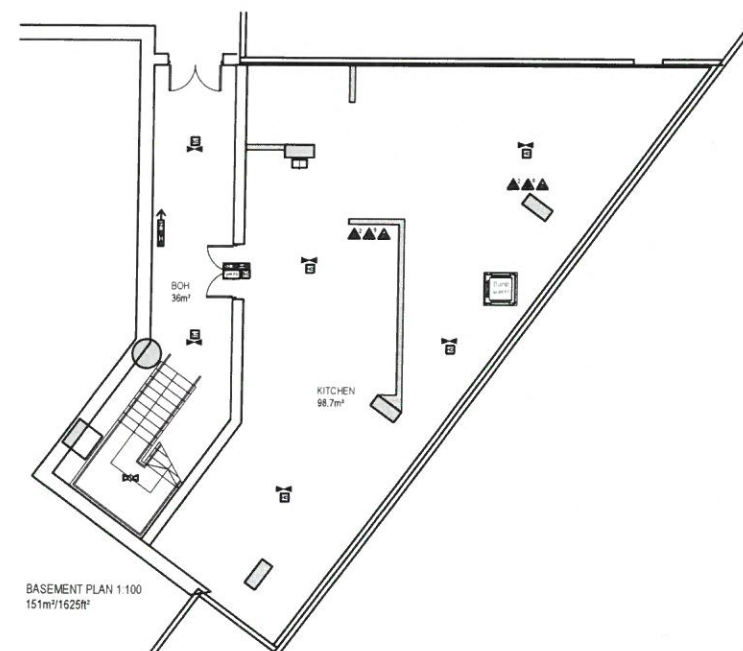 BOH
36m²
KITCHEN
98.7m²
BASEMENT PLAN 1:100
151m²/1625ft²